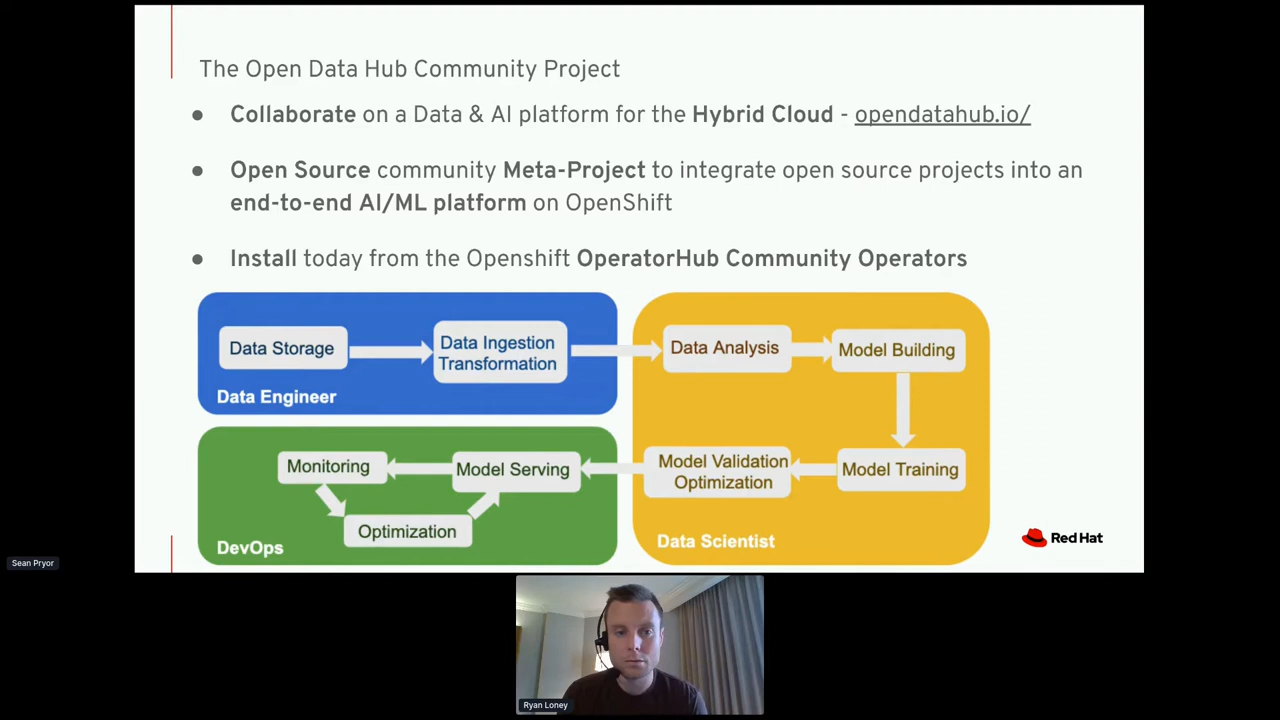 The Open Data Hub Community Project
● Collaborate on a Data & AI platform for the Hybrid Cloud - opendatahub.io/
● Open Source community Meta-Project to integrate open source projects into an
end-to-end AI/ML platform on OpenShift
● Install today from the Openshift OperatorHub Community Operators
Data Storage
Data Ingestion
Transformation
Data Engineer
Data Analysis
Model Building
Model Training
Model Validation
Optimization
Data Scientist
Model Serving
Monitoring
Optimization
DevOps
Red Hat
Sean Pryor
Ryan Loney